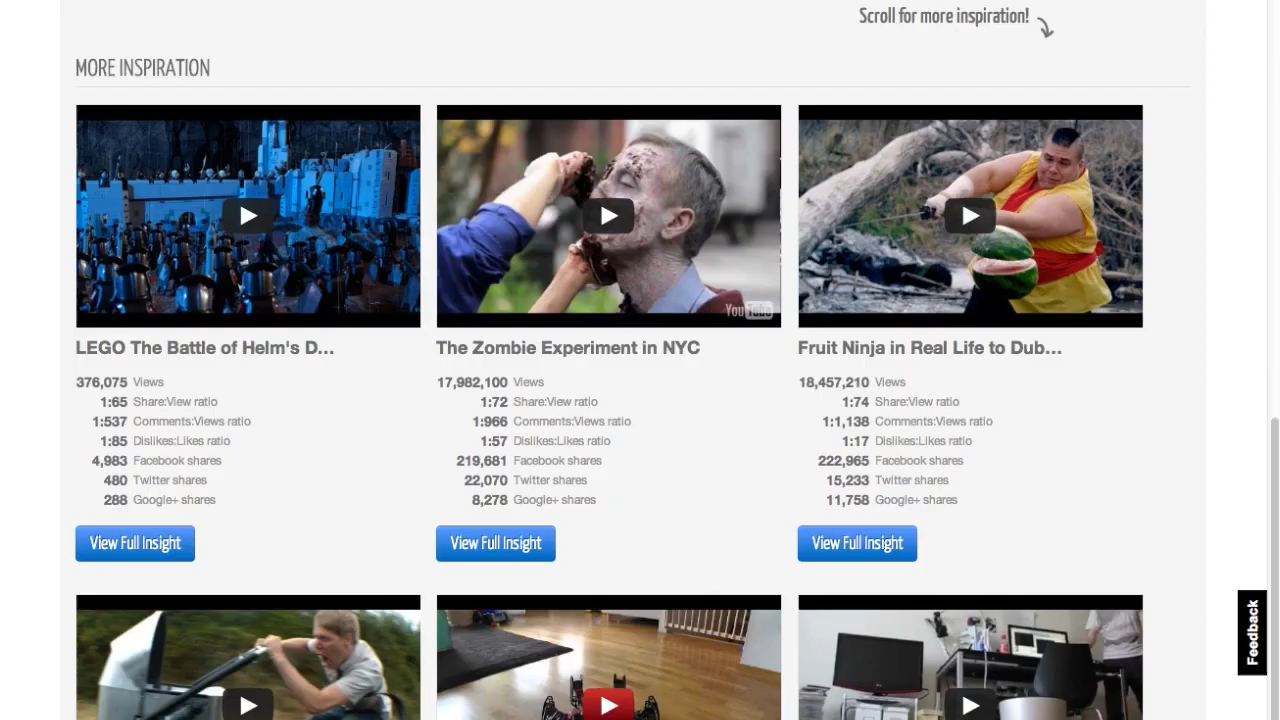 Scroll for more inspiration!
MORE INSPIRATION
YouTube
LEGO The Battle of Helm's D...
The Zombie Experiment in NYC
Fruit Ninja in Real Life to Dub...
376,075 Views
1:65 Share:View ratio
1:537 Comments:Views ratio
1:85 Dislikes:Likes ratio
4,983 Facebook shares
480 Twitter shares
288 Google+ shares
17,982,100 Views
1:72 Share:View ratio
1:966 Comments:Views ratio
1:57 Dislikes:Likes ratio
219,681 Facebook shares
22,070 Twitter shares
8,278 Google+ shares
18,457,210 Views
1:74 Share:View ratio
1:1,138 Comments:Views ratio
1:17 Dislikes:Likes ratio
222,965 Facebook shares
15,233 Twitter shares
11,758 Google+ shares
View Full Insight
View Full Insight
View Full Insight
Feedback